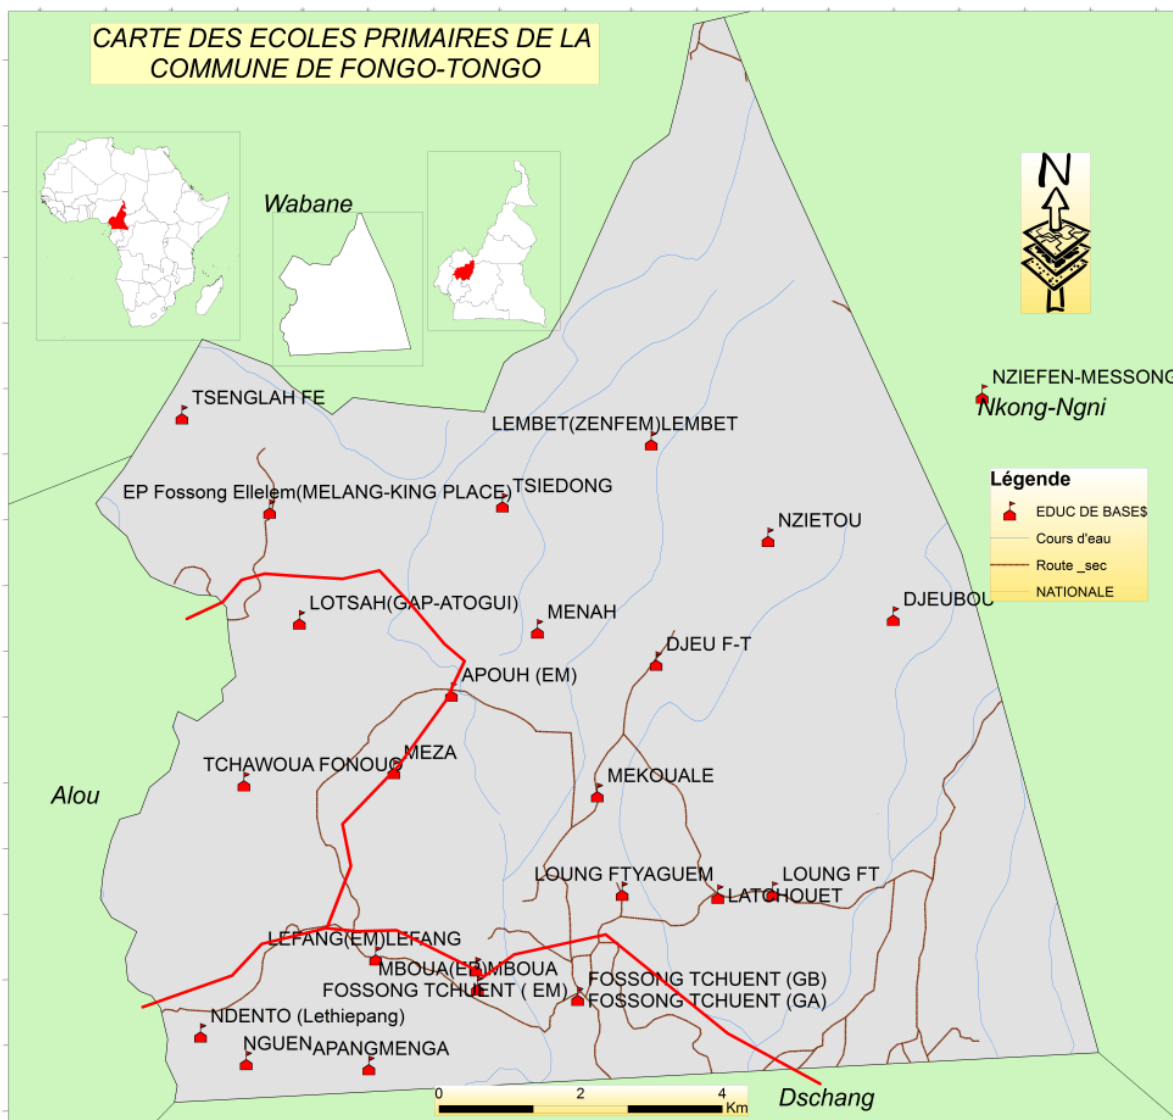 CARTE DES ECOLES PRIMAIRES DE LA
COMMUNE DE FONGO-TONGO
N
Wabane
NZIEFEN-MESSONG
Nkong-Ngni
TSENGLAH FE
LEMBET(ZENFEM)LEMBET
Légende
EDUC DE BASE$
Cours d'eau
Route _sec
NATIONALE
EP Fossong Ellelem(MELANG-KING PLACE)
TSIEDONG
NZIETOU
LOTSAH(GAP-ATOGUI)
MENAH
DJEUBOU
DJEU F-T
APOUH (EM)
TCHAWOUA FONOUO
MEZA
MEKOUALE
Alou
LOUNG FTYAGUEM
LOUNG FT
LATCHOUET
LEFANG(EM)LEFANG
MBOUA(EB)MBOUA
FOSSONG TCHUENT ( EM)
FOSSONG TCHUENT (GB)
FOSSONG TCHUENT (GA)
NDENTO (Lethiepang)
NGUEN
APANGMENGA
0 2 4
Km
Dschang